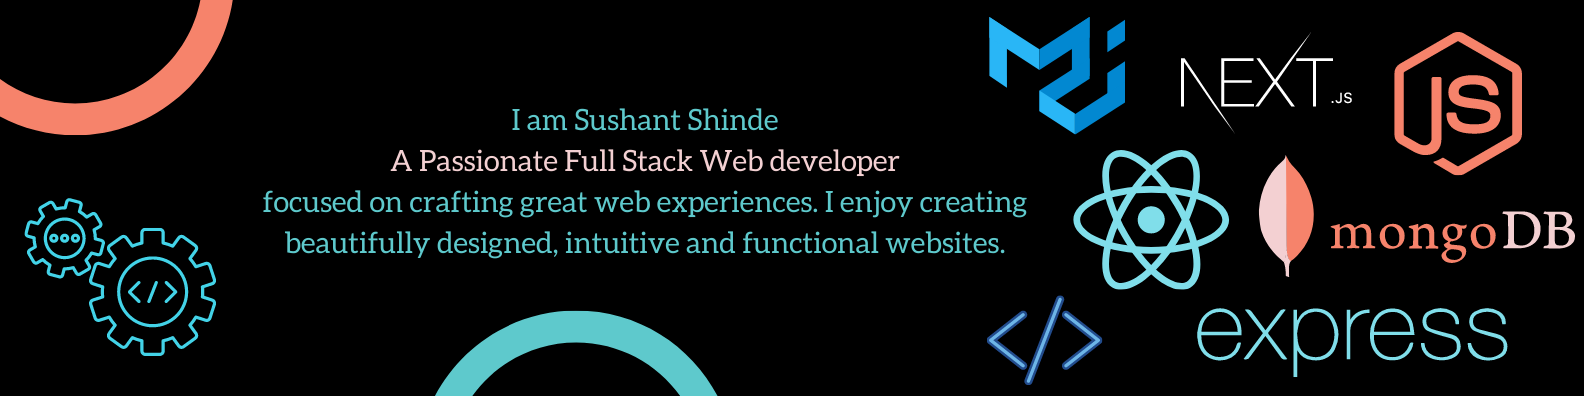 I am Sushant Shinde
A Passionate Full Stack Web developer
focused on crafting great web experiences. I enjoy creating
beautifully designed, intuitive and functional websites.
NEXT.JS
JS
mongoDB
</>
</>
express